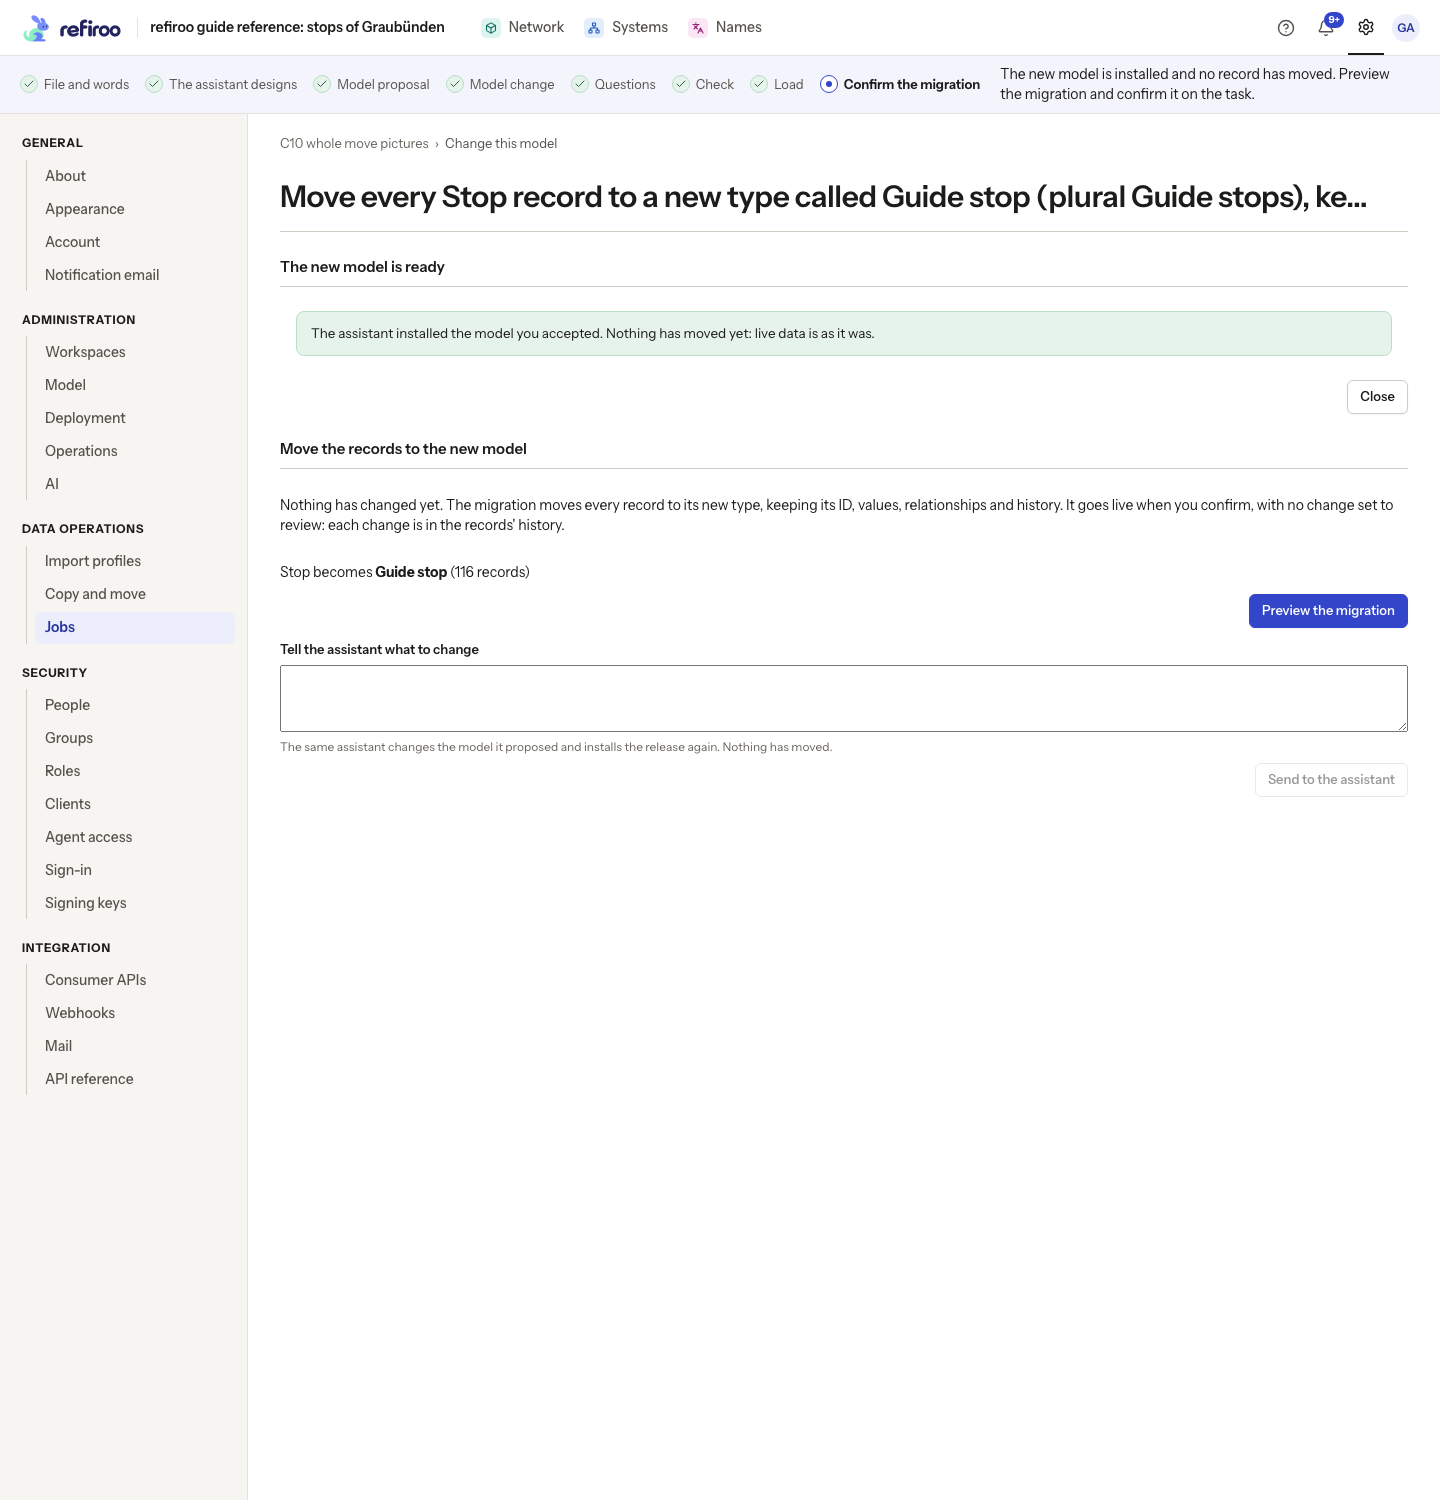 refiroo
refiroo guide reference: stops of Graubünden
Network
Systems
Names
9+
GA
File and words
The assistant designs
Model proposal
Model change
Questions
Check
Load
Confirm the migration
The new model is installed and no record has moved. Preview
the migration and confirm it on the task.
GENERAL
About
Appearance
Account
Notification email
ADMINISTRATION
Workspaces
Model
Deployment
Operations
AI
DATA OPERATIONS
Import profiles
Copy and move
Jobs
SECURITY
People
Groups
Roles
Clients
Agent access
Sign-in
Signing keys
INTEGRATION
Consumer APIs
Webhooks
Mail
API reference
C10 whole move pictures › Change this model
Move every Stop record to a new type called Guide stop (plural Guide stops), ke...
The new model is ready
The assistant installed the model you accepted. Nothing has moved yet: live data is as it was.
Close
Move the records to the new model
Nothing has changed yet. The migration moves every record to its new type, keeping its ID, values, relationships and history. It goes live when you confirm, with no change set to
review: each change is in the records' history.
Stop becomes Guide stop (116 records)
Preview the migration
Tell the assistant what to change
The same assistant changes the model it proposed and installs the release again. Nothing has moved.
Send to the assistant